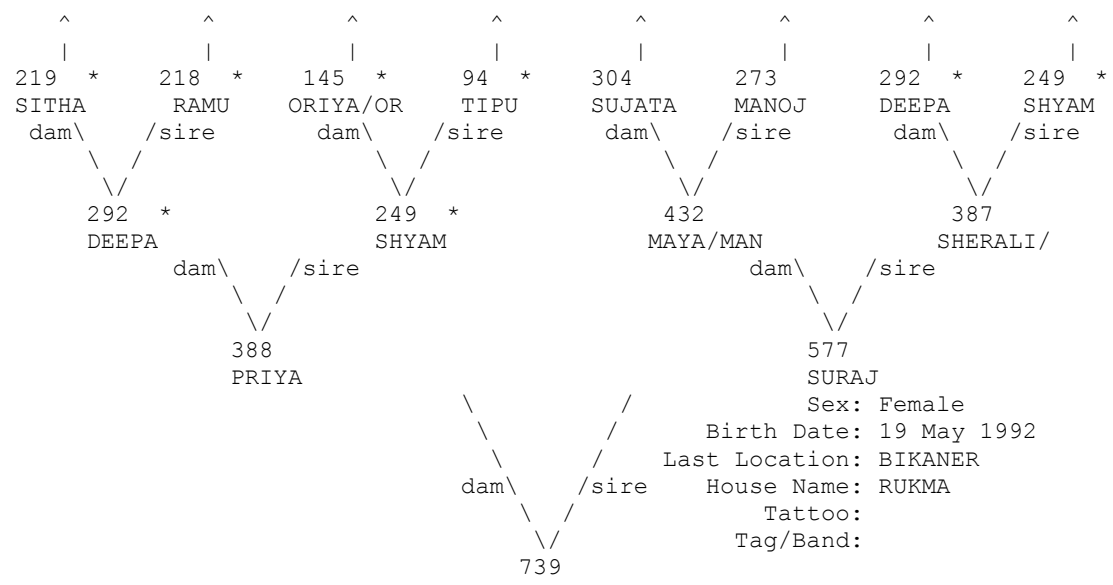 ^ ^ ^ ^ ^ ^ ^ ^
| | | | | | | |
219 * 218 * 145 * 94 * 304 273 292 * 249 *
SITHA RAMU ORIYA/OR TIPU SUJATA MANOJ DEEPA SHYAM
dam\ /sire dam\ /sire dam\ /sire dam\ /sire
\ / \ / \ / \ /
\/ \/ \/ \/
292 * 249 * 432 387
DEEPA SHYAM MAYA/MAN SHERALI/
dam\ /sire dam\ /sire
\ / \ /
\/ \/
388 577
PRIYA SURAJ
\ / Sex: Female
\ / Birth Date: 19 May 1992
\ / Last Location: BIKANER
dam\ /sire House Name: RUKMA
\ / Tattoo:
\/ Tag/Band:
739